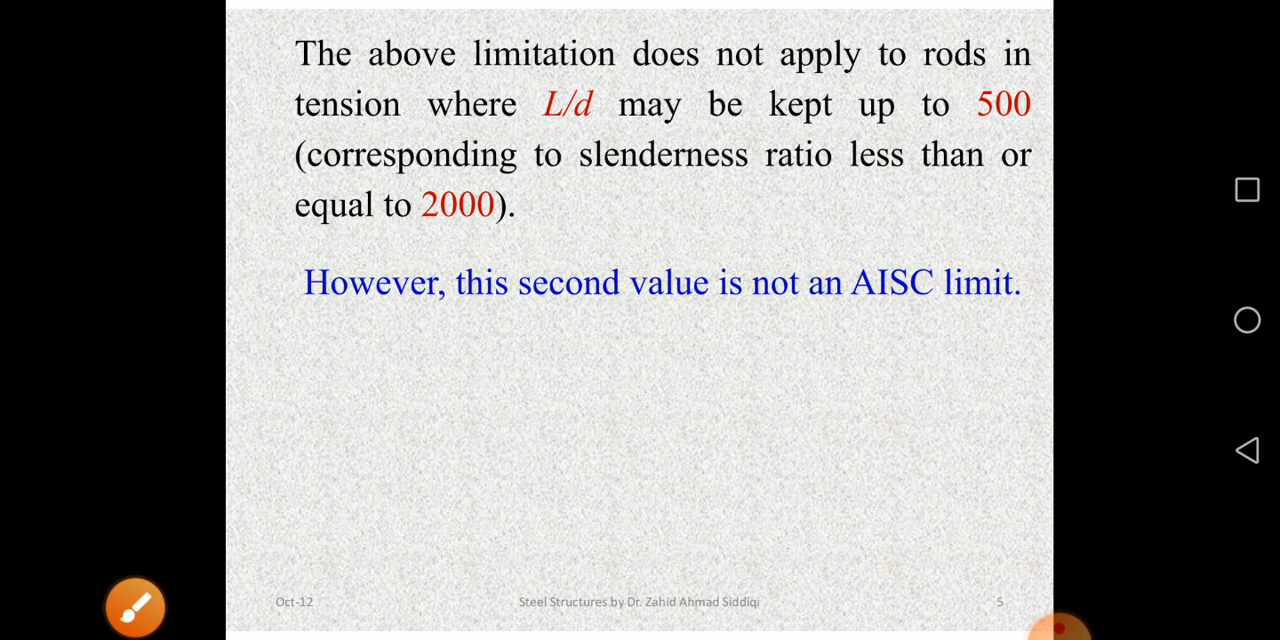 The above limitation does not apply to rods in
tension where L/d may be kept up to 500
(corresponding to slenderness ratio less than or
equal to 2000).
However, this second value is not an AISC limit.
Oct-12
Steel Structures by Dr. Zahid Ahmad Siddiqi
5